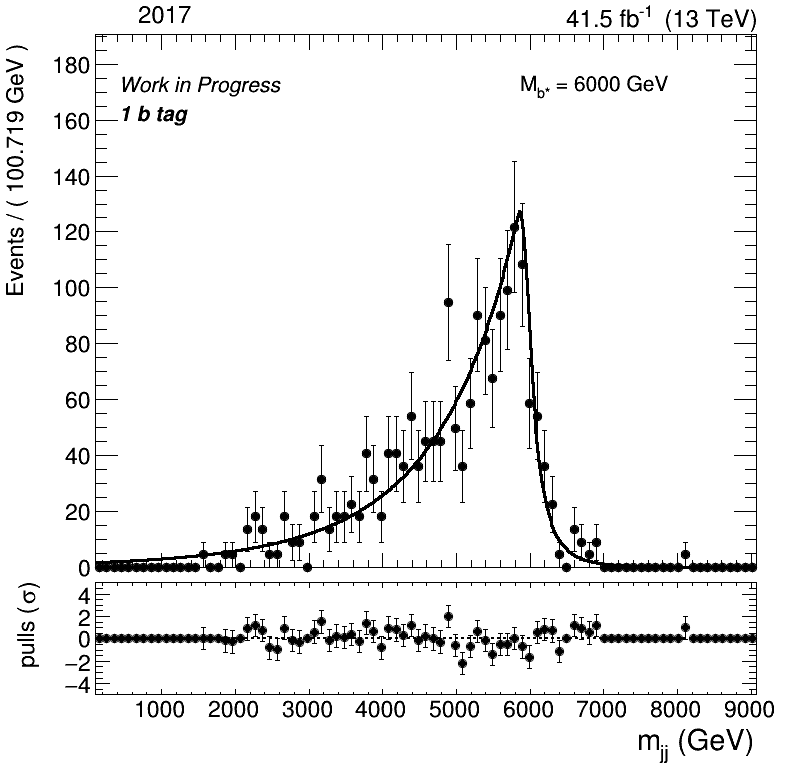 2017 41.5 fb⁻¹ (13 TeV)
Events / ( 100.719 GeV )
180
160
140
120
100
80
60
40
20
0
Work in Progress
1 b tag
M_b* = 6000 GeV
pulls (σ)
4
2
0
−2
−4
1000 2000 3000 4000 5000 6000 7000 8000 9000
m_jj (GeV)